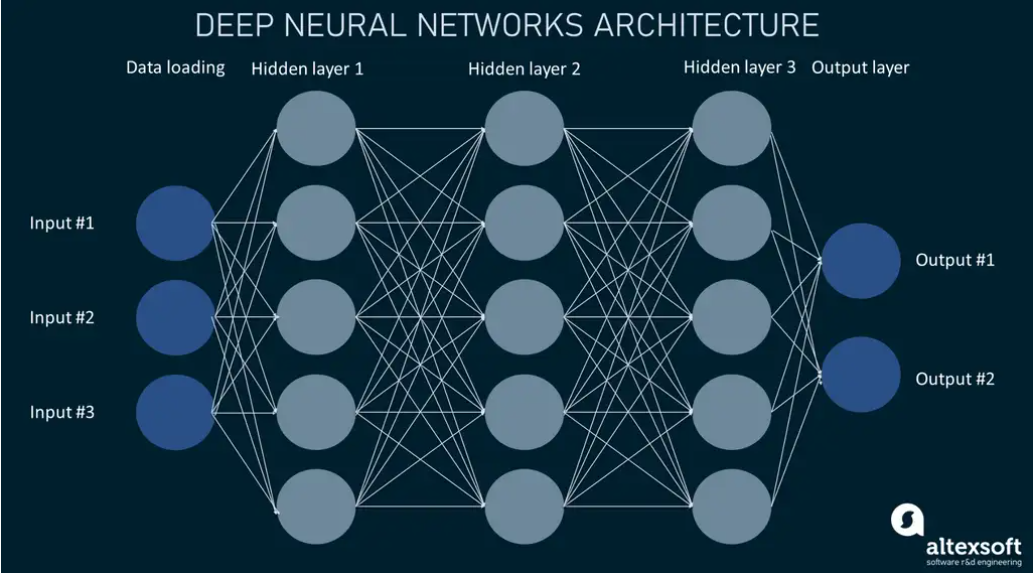 DEEP NEURAL NETWORKS ARCHITECTURE
Data loading
Hidden layer 1
Hidden layer 2
Hidden layer 3
Output layer
Input #1
Input #2
Input #3
Output #1
Output #2
altexsoft
software r&d engineering